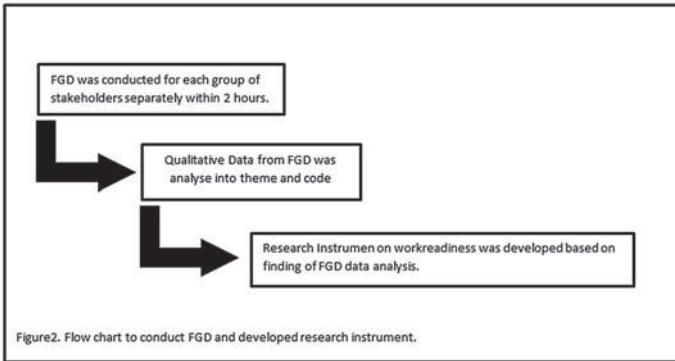 FGD was conducted for each group of
stakeholders separately within 2 hours.
Qualitative Data from FGD was
analyse into theme and code
Research Instrumen on workreadiness was developed based on
finding of FGD data analysis.
Figure2. Flow chart to conduct FGD and developed research instrument.